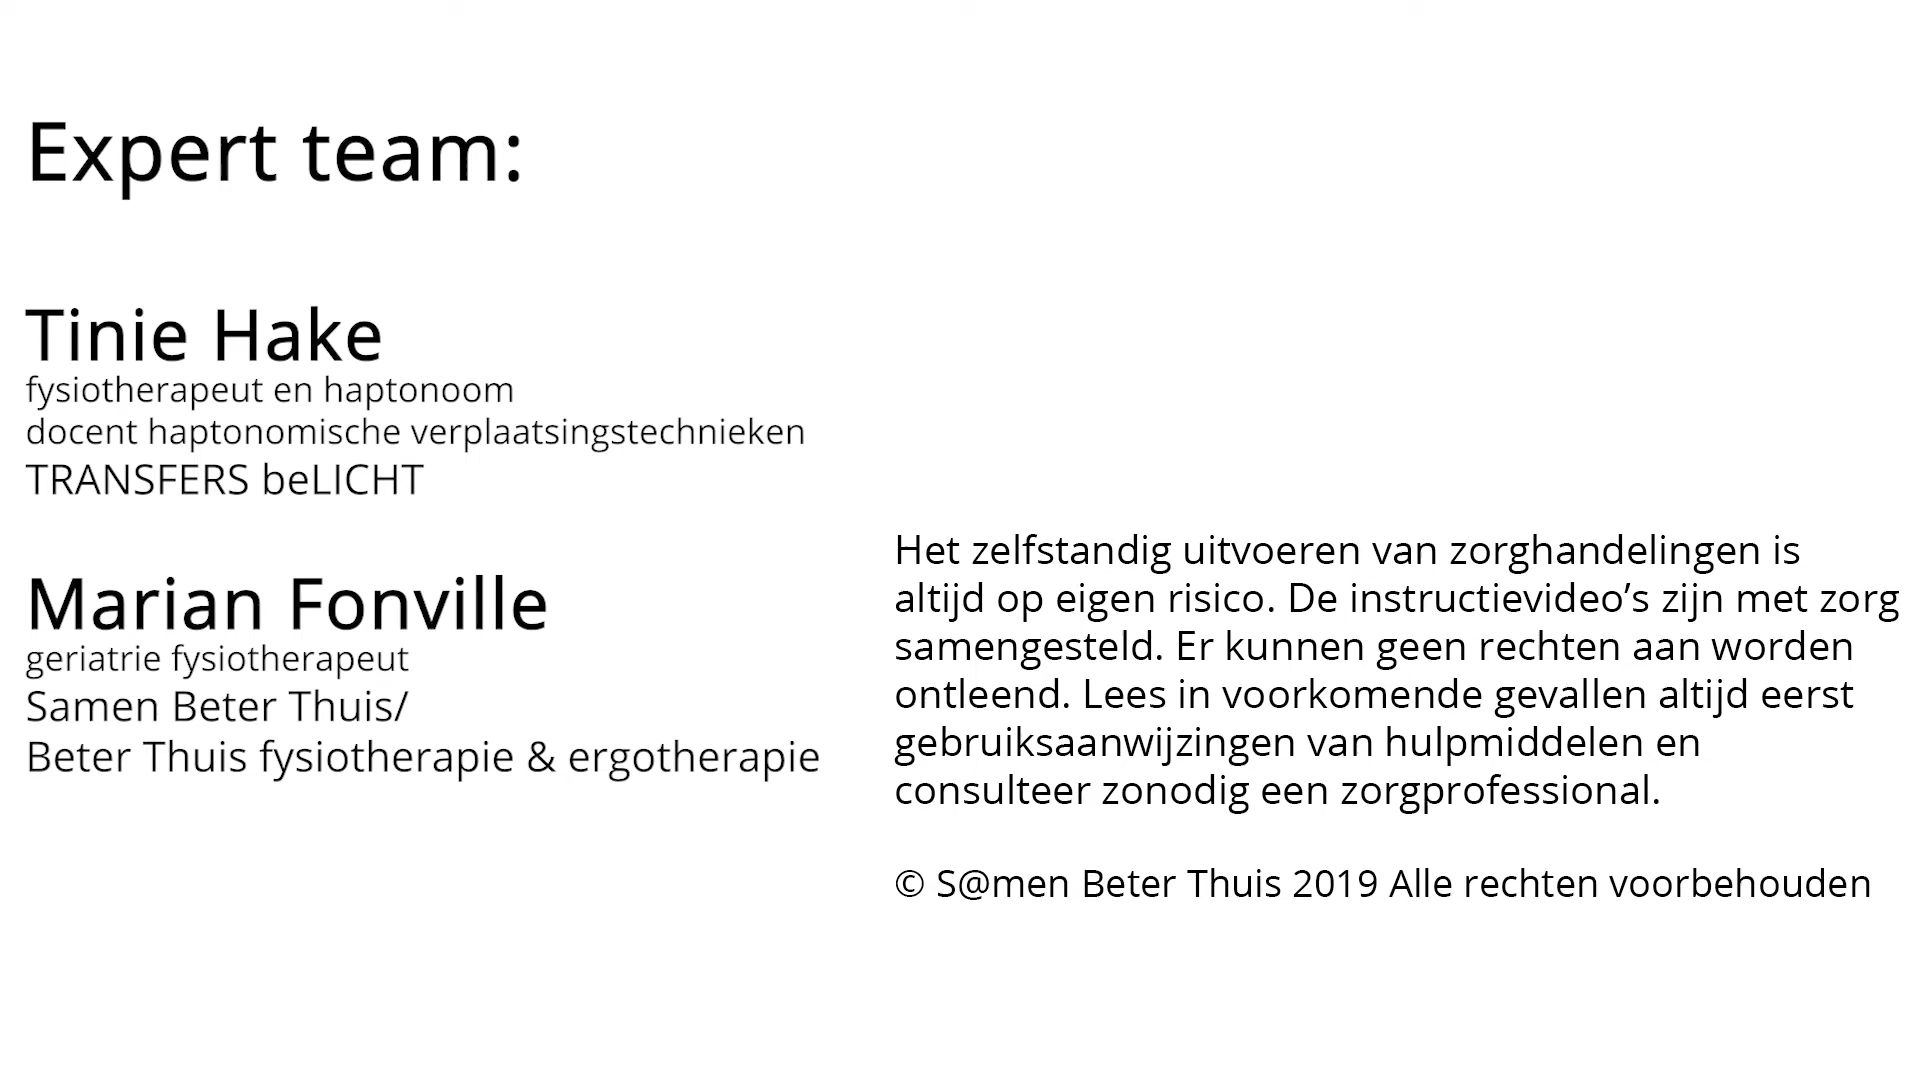 Expert team:
Tinie Hake
fysiotherapeut en haptonoom
docent haptonomische verplaatsingstechnieken
TRANSFERS beLICHT
Marian Fonville
geriatrie fysiotherapeut
Samen Beter Thuis/
Beter Thuis fysiotherapie & ergotherapie
Het zelfstandig uitvoeren van zorghandelingen is
altijd op eigen risico. De instructievideo’s zijn met zorg
samengesteld. Er kunnen geen rechten aan worden
ontleend. Lees in voorkomende gevallen altijd eerst
gebruiksaanwijzingen van hulpmiddelen en
consulteer zonodig een zorgprofessional.
© S@men Beter Thuis 2019 Alle rechten voorbehouden